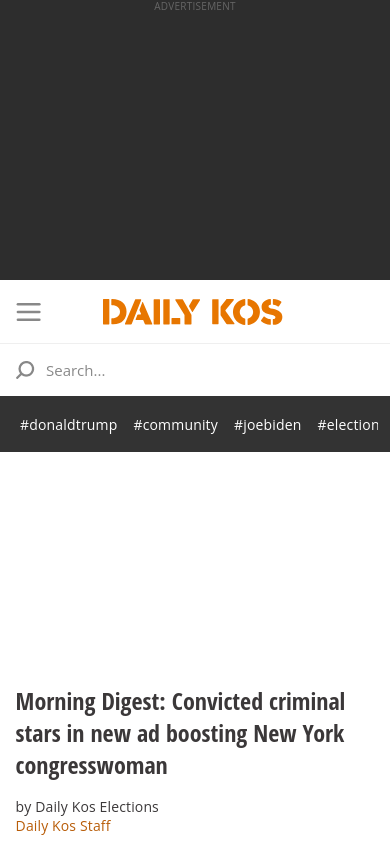 ADVERTISEMENT
DAILY KOS
Search...
#donaldtrump #community #joebiden #election
Morning Digest: Convicted criminal
stars in new ad boosting New York
congresswoman
by Daily Kos Elections
Daily Kos Staff